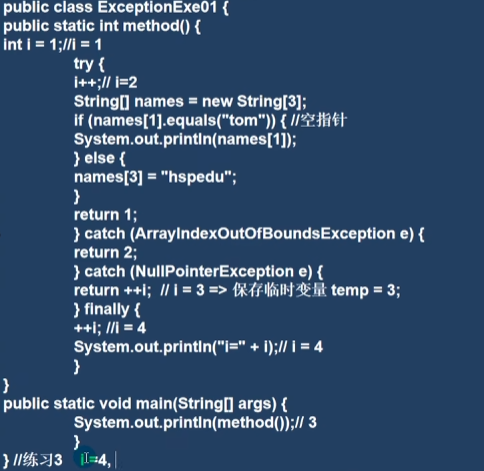 public class ExceptionExe01 {
public static int method() {
int i = 1;//i = 1
try {
i++;// i=2
String[] names = new String[3];
if (names[1].equals("tom")) { //空指针
System.out.println(names[1]);
} else {
names[3] = "hspedu";
}
return 1;
} catch (ArrayIndexOutOfBoundsException e) {
return 2;
} catch (NullPointerException e) {
return ++i;  // i = 3 => 保存临时变量 temp = 3;
} finally {
++i; //i = 4
System.out.println("i=" + i);// i = 4
}
}
public static void main(String[] args) {
System.out.println(method());// 3
}
} //练习3   i=4,